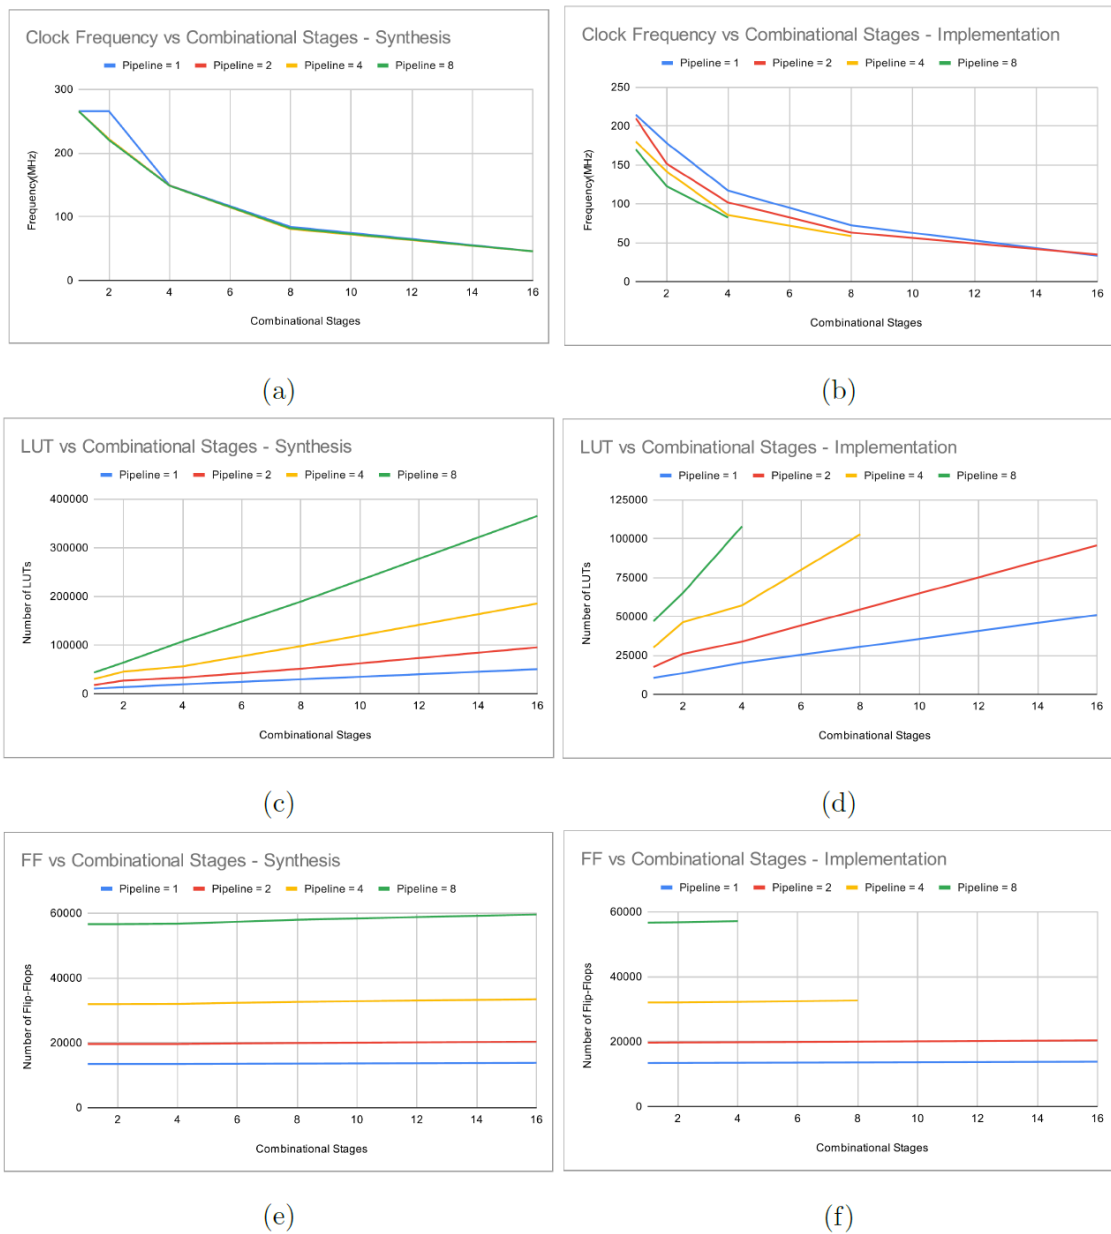 Clock Frequency vs Combinational Stages - Synthesis
Pipeline = 1 Pipeline = 2 Pipeline = 4 Pipeline = 8
300
200
100
0
Frequency(MHz)
2 4 6 8 10 12 14 16
Combinational Stages
(a)
Clock Frequency vs Combinational Stages - Implementation
Pipeline = 1 Pipeline = 2 Pipeline = 4 Pipeline = 8
250
200
150
100
50
0
Frequency(MHz)
2 4 6 8 10 12 14 16
Combinational Stages
(b)
LUT vs Combinational Stages - Synthesis
Pipeline = 1 Pipeline = 2 Pipeline = 4 Pipeline = 8
400000
300000
200000
100000
0
Number of LUTs
2 4 6 8 10 12 14 16
Combinational Stages
(c)
LUT vs Combinational Stages - Implementation
Pipeline = 1 Pipeline = 2 Pipeline = 4 Pipeline = 8
125000
100000
75000
50000
25000
0
Number of LUTs
2 4 6 8 10 12 14 16
Combinational Stages
(d)
FF vs Combinational Stages - Synthesis
Pipeline = 1 Pipeline = 2 Pipeline = 4 Pipeline = 8
60000
40000
20000
0
Number of Flip-Flops
2 4 6 8 10 12 14 16
Combinational Stages
(e)
FF vs Combinational Stages - Implementation
Pipeline = 1 Pipeline = 2 Pipeline = 4 Pipeline = 8
60000
40000
20000
0
Number of Flip-Flops
2 4 6 8 10 12 14 16
Combinational Stages
(f)